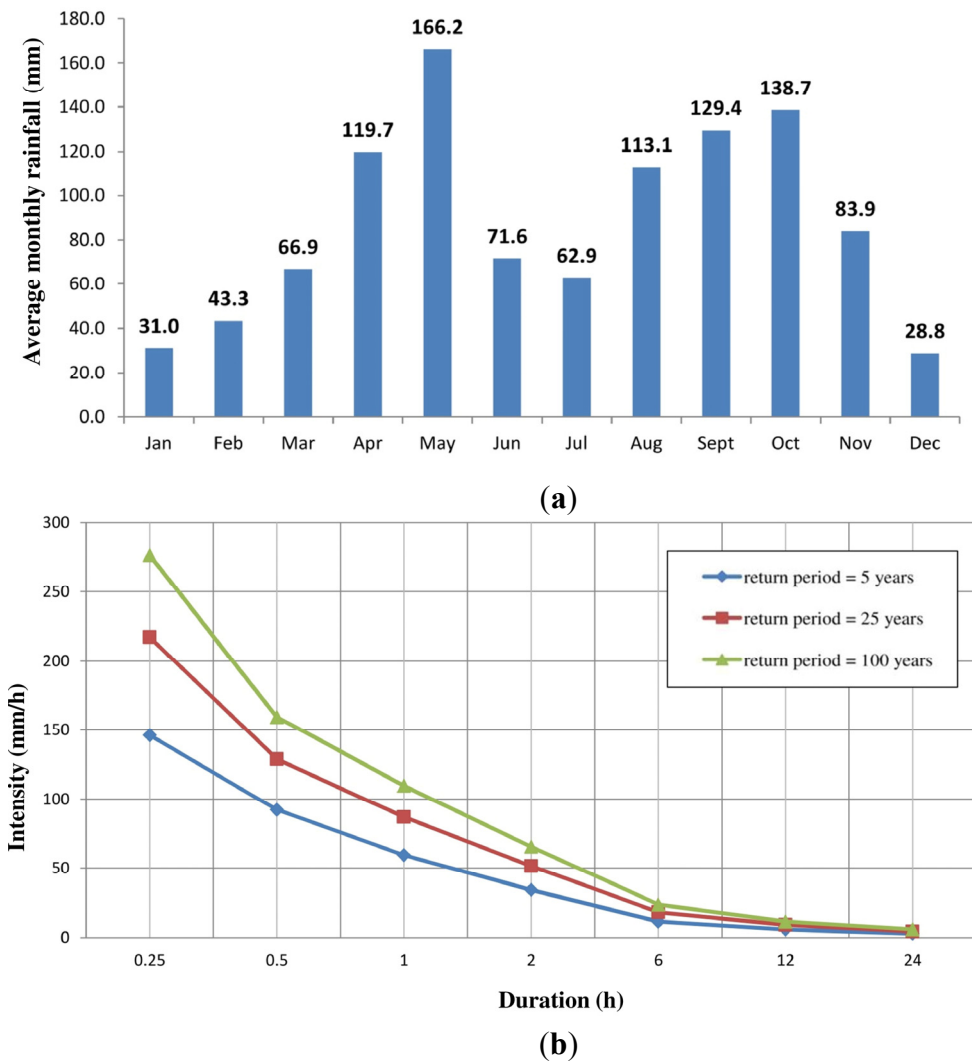 Average monthly rainfall (mm)
180.0
160.0
140.0
120.0
100.0
80.0
60.0
40.0
20.0
0.0
31.0
43.3
66.9
119.7
166.2
71.6
62.9
113.1
129.4
138.7
83.9
28.8
Jan Feb Mar Apr May Jun Jul Aug Sept Oct Nov Dec
(a)
Intensity (mm/h)
300
250
200
150
100
50
0
return period = 5 years
return period = 25 years
return period = 100 years
0.25 0.5 1 2 6 12 24
Duration (h)
(b)